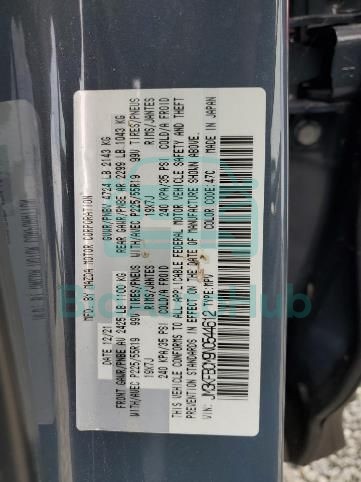 MFD. BY MAZDA MOTOR CORPORATION
DATE 12/21 GVWR/PNBV 4724 LB 2143 KG
FRONT GAWR/PNBE AV 2425 LB 1100 KG REAR GAWR/PNBE AR 2299 LB 1043 KG
WITH/AVEC P225/55R19 99V TIRES/PNEUS WITH/AVEC P225/55R19 99V TIRES/PNEUS
19X7J RIMS/JANTES 19X7J RIMS/JANTES
240 KPA/35 PSI COLD/A FROID 240 KPA/35 PSI COLD/A FROID
THIS VEHICLE CONFORMS TO ALL APPLICABLE FEDERAL MOTOR VEHICLE SAFETY AND THEFT
PREVENTION STANDARDS IN EFFECT ON THE DATE OF MANUFACTURE SHOWN ABOVE.
VIN: TYPE: MPV COLOR CODE: 47C
MADE IN JAPAN